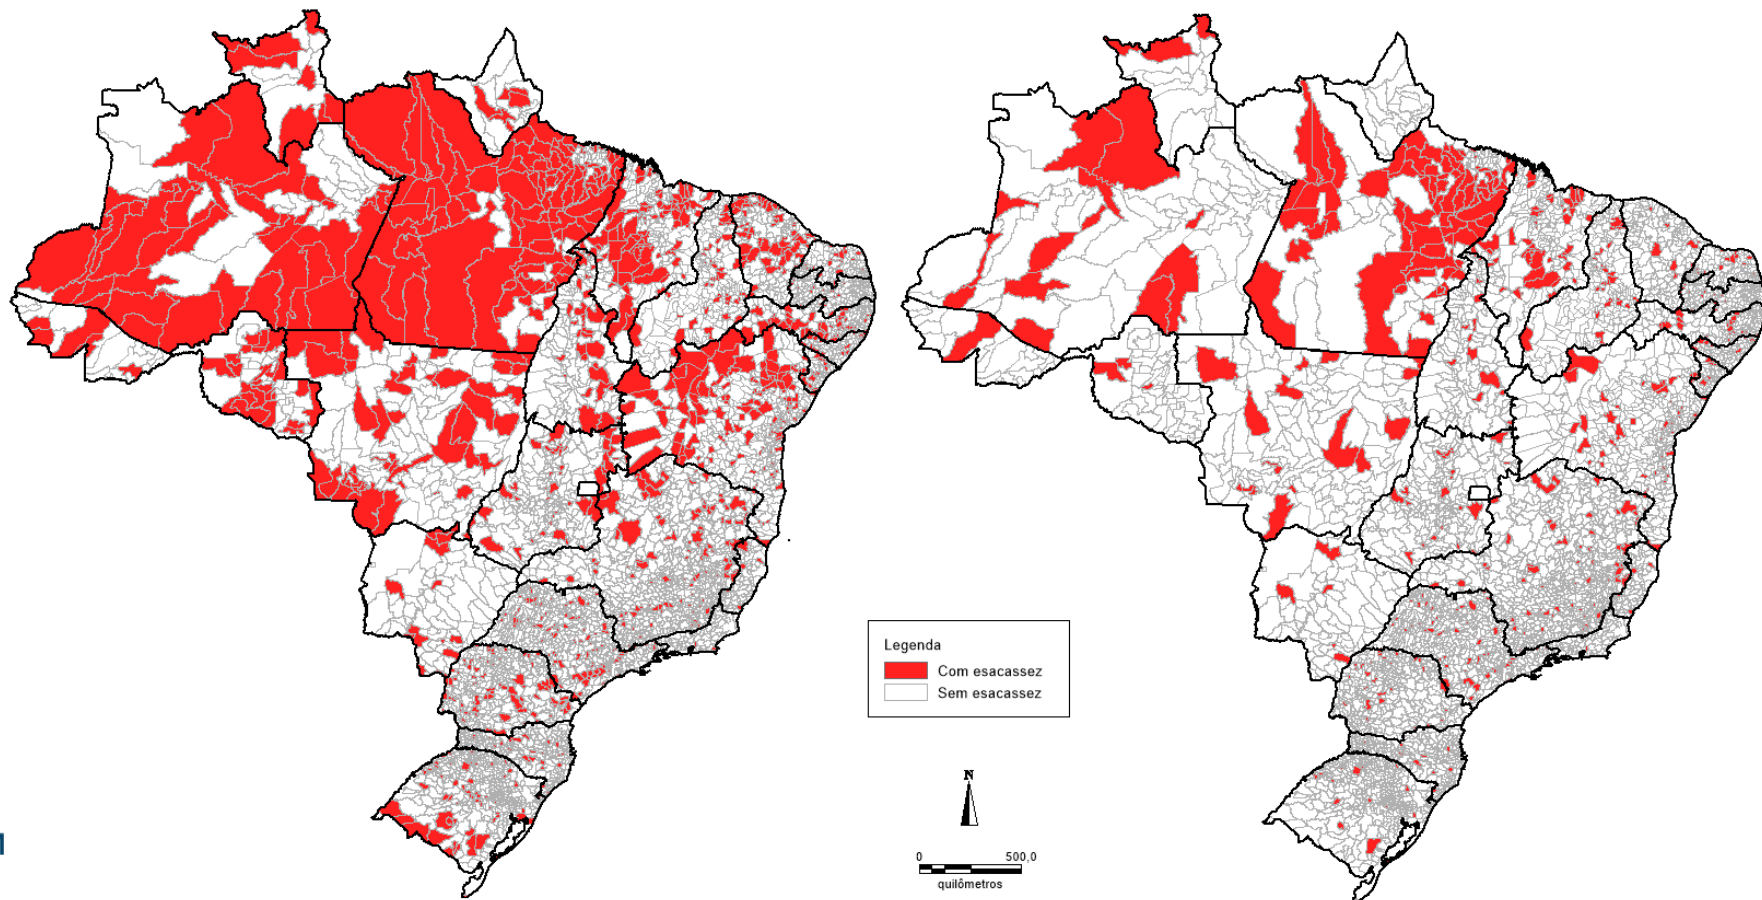 Legenda
Com esacassez
Sem esacassez
N
0 500,0
quilômetros